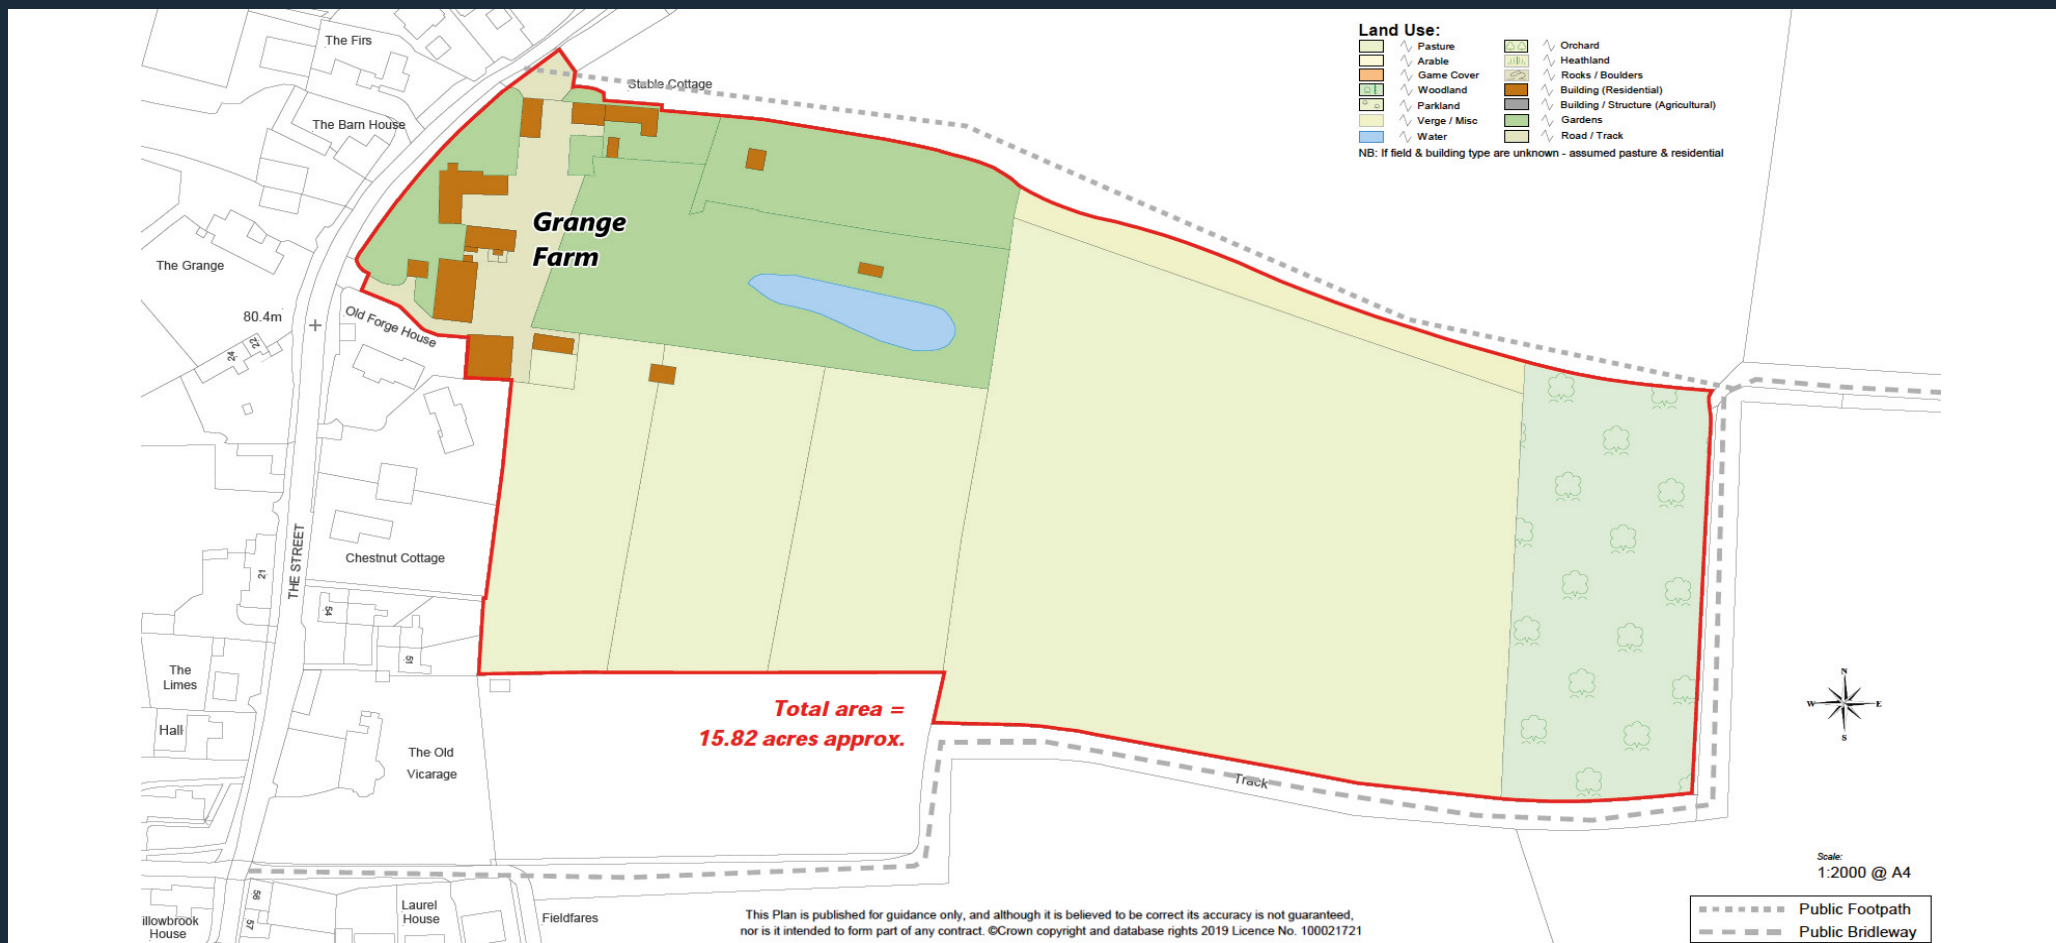 The Firs
Stable Cottage
The Barn House
Land Use:
Pasture
Arable
Game Cover
Woodland
Parkland
Verge / Misc
Water
Orchard
Heathland
Rocks / Boulders
Building (Residential)
Building / Structure (Agricultural)
Gardens
Road / Track
NB: If field & building type are unknown - assumed pasture & residential
Grange
Farm
The Grange
80.4m
Old Forge House
22
24
THE STREET
Chestnut Cottage
21
54
51
The
Limes
Hall
The Old
Vicarage
Total area =
15.82 acres approx.
Track
N
W
E
S
Scale:
1:2000 @ A4
56
57
illowbrook
House
Laurel
House
Fieldfares
This Plan is published for guidance only, and although it is believed to be correct its accuracy is not guaranteed,
nor is it intended to form part of any contract. ©Crown copyright and database rights 2019 Licence No. 100021721
Public Footpath
Public Bridleway